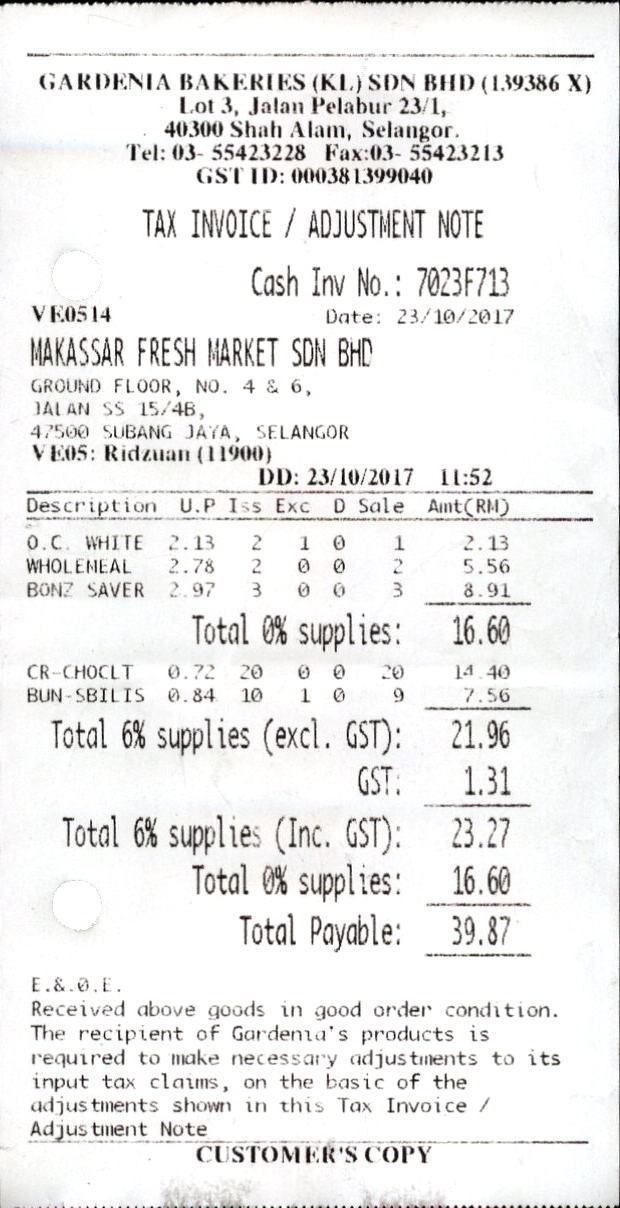 GARDENIA BAKERIES (KL) SDN BHD (139386 X)
Lot 3, Jalan Pelabur 23/1,
40300 Shah Alam, Selangor.
Tel: 03- 55423228 Fax:03- 55423213
GST ID: 000381399040
TAX INVOICE / ADJUSTMENT NOTE
Cash Inv No.: 7023F713
VE0514 Date: 23/10/2017
MAKASSAR FRESH MARKET SDN BHD
GROUND FLOOR, NO. 4 & 6,
JALAN SS 15/4B,
47500 SUBANG JAYA, SELANGOR
VE05: Ridzuan (11900)
DD: 23/10/2017 11:52
Description U.P Iss Exc D Sale Amt(RM)
O.C. WHITE 2.13 2 1 0 1 2.13
WHOLEMEAL 2.78 2 0 0 2 5.56
BONZ SAVER 2.97 3 0 0 3 8.91
Total 0% supplies: 16.60
CR-CHOCLT 0.72 20 0 0 20 14.40
BUN-SBILIS 0.84 10 1 0 9 7.56
Total 6% supplies (excl. GST): 21.96
GST: 1.31
Total 6% supplies (Inc. GST): 23.27
Total 0% supplies: 16.60
Total Payable: 39.87
E.&.O.E.
Received above goods in good order condition.
The recipient of Gardenia's products is
required to make necessary adjustments to its
input tax claims, on the basic of the
adjustments shown in this Tax Invoice /
Adjustment Note
CUSTOMER'S COPY